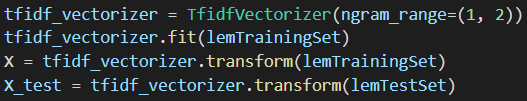 tfidf_vectorizer = TfidfVectorizer(ngram_range=(1, 2))
tfidf_vectorizer.fit(lemTrainingSet)
X = tfidf_vectorizer.transform(lemTrainingSet)
X_test = tfidf_vectorizer.transform(lemTestSet)